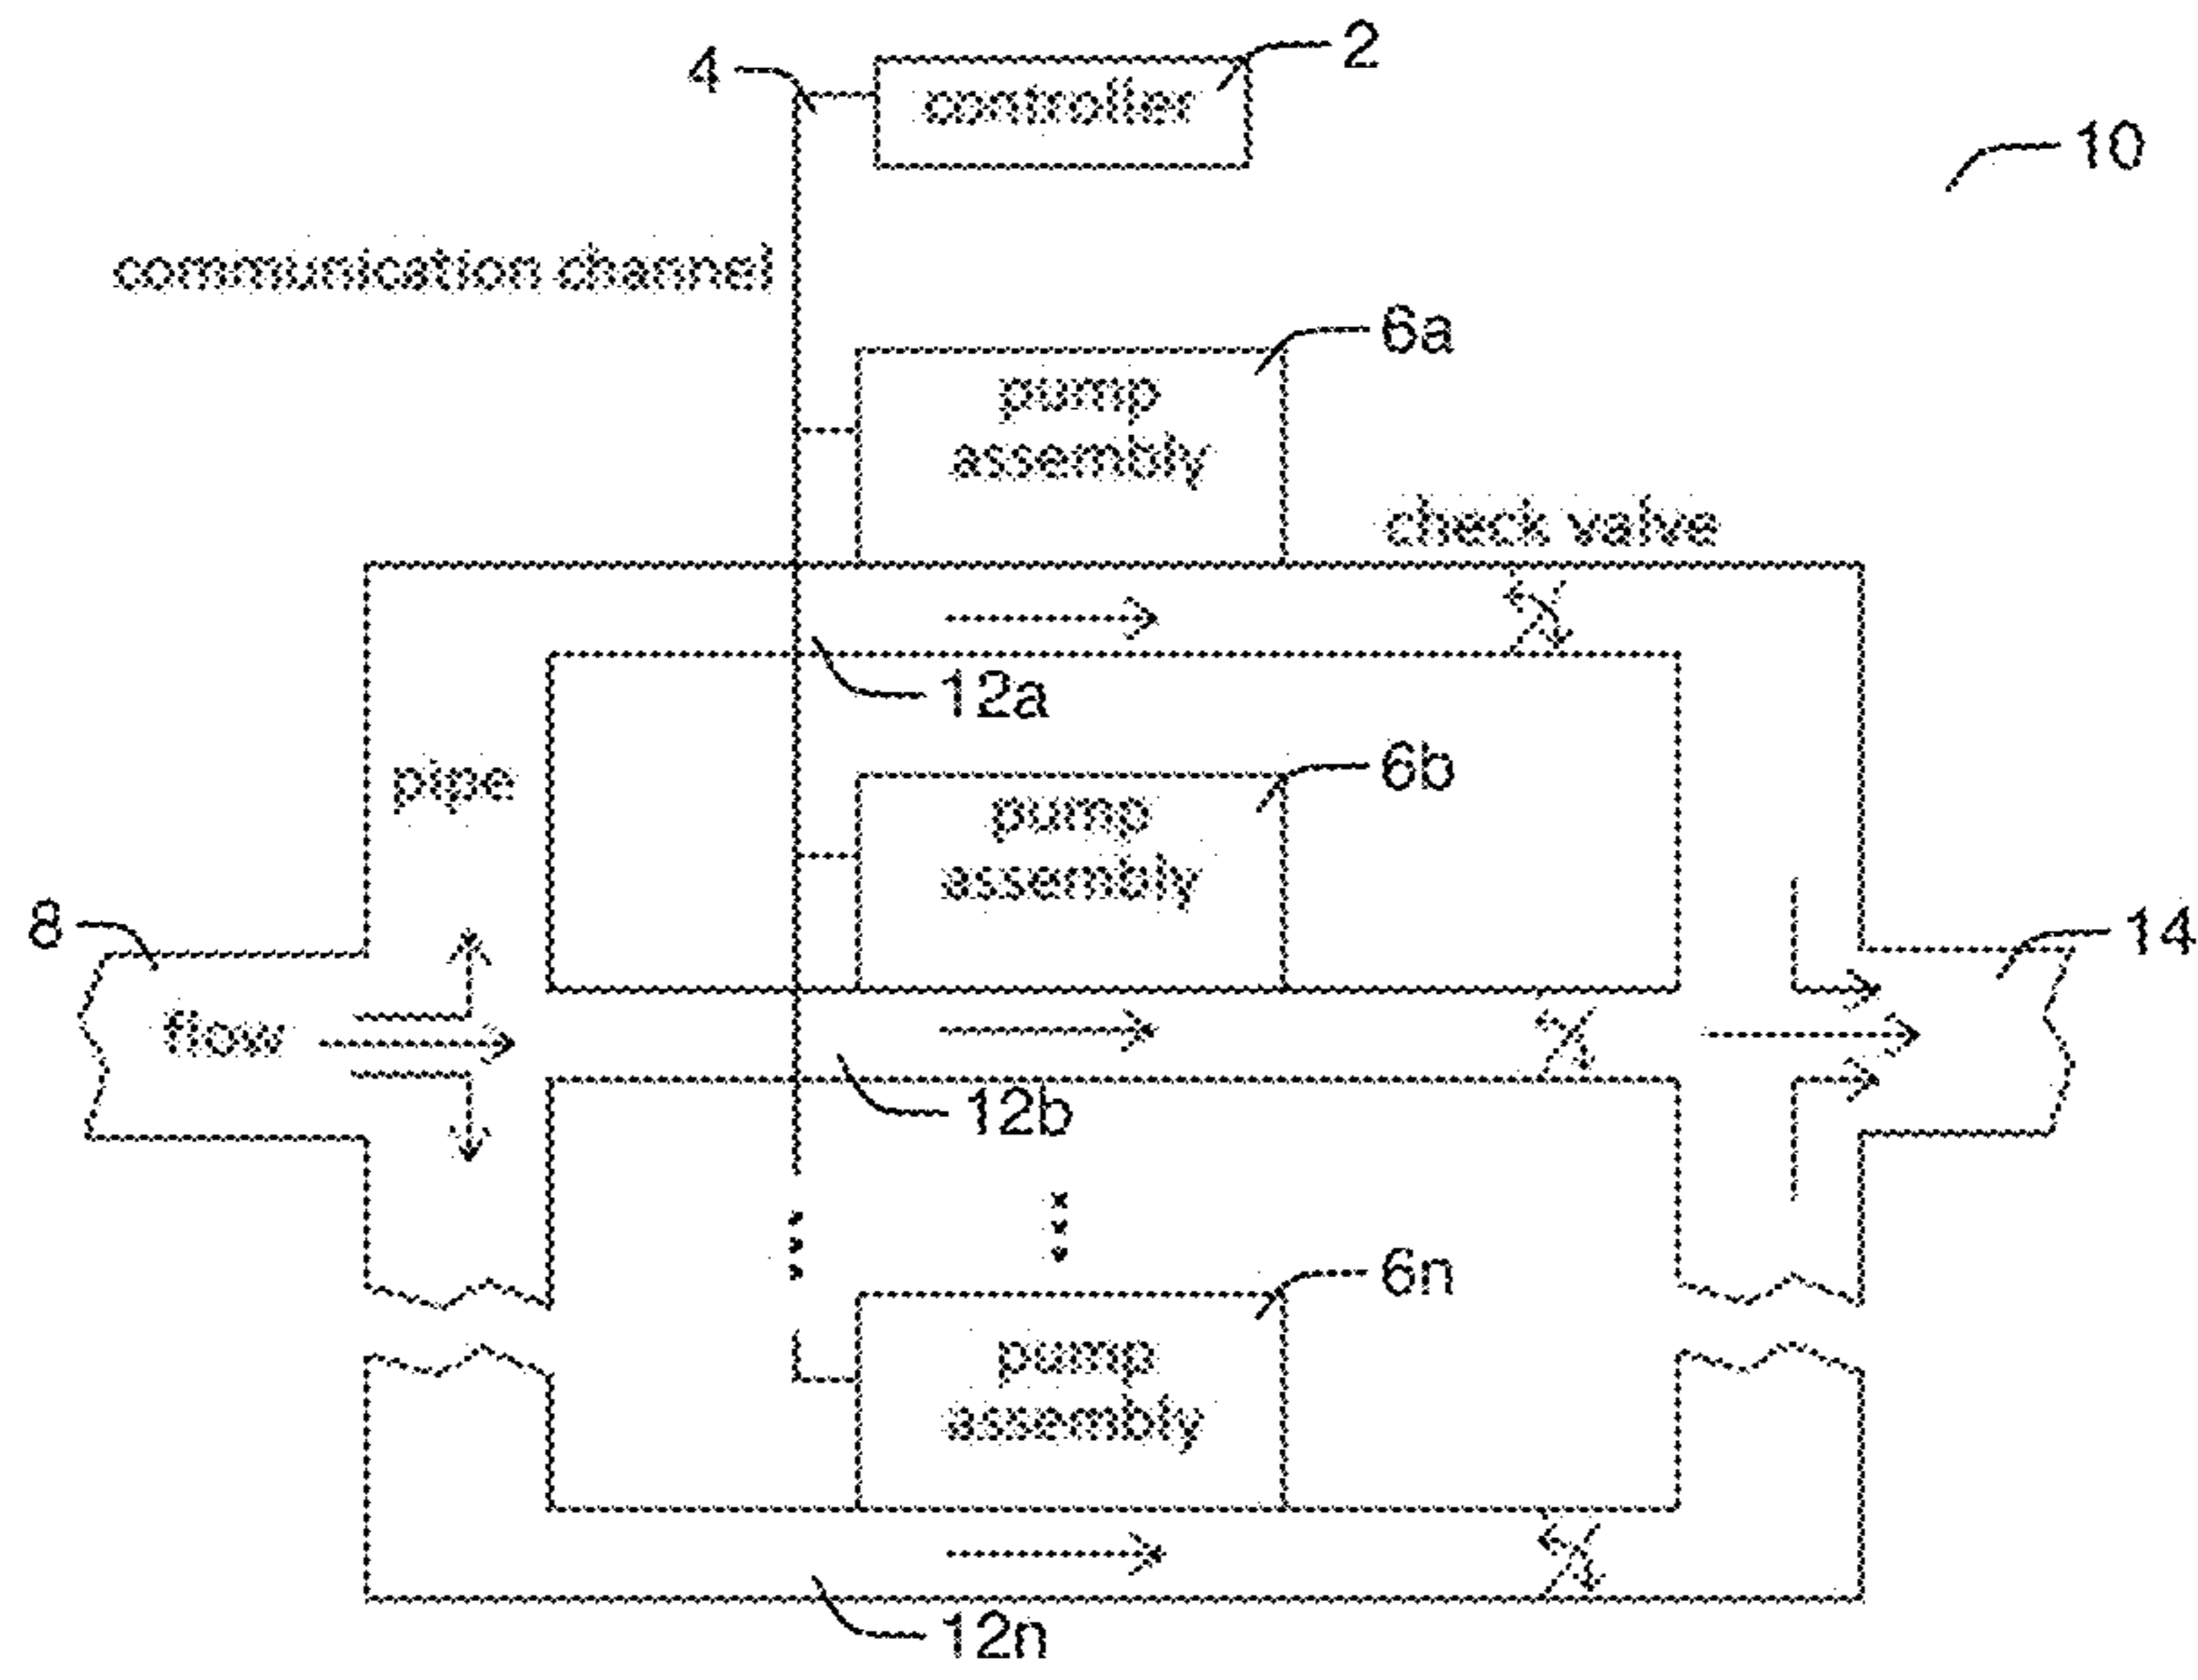 4
controller
2
10
communication channel
6a
pump
assembly
check valve
12a
pipe
6b
pump
assembly
8
14
flow
12b
6n
pump
assembly
12n